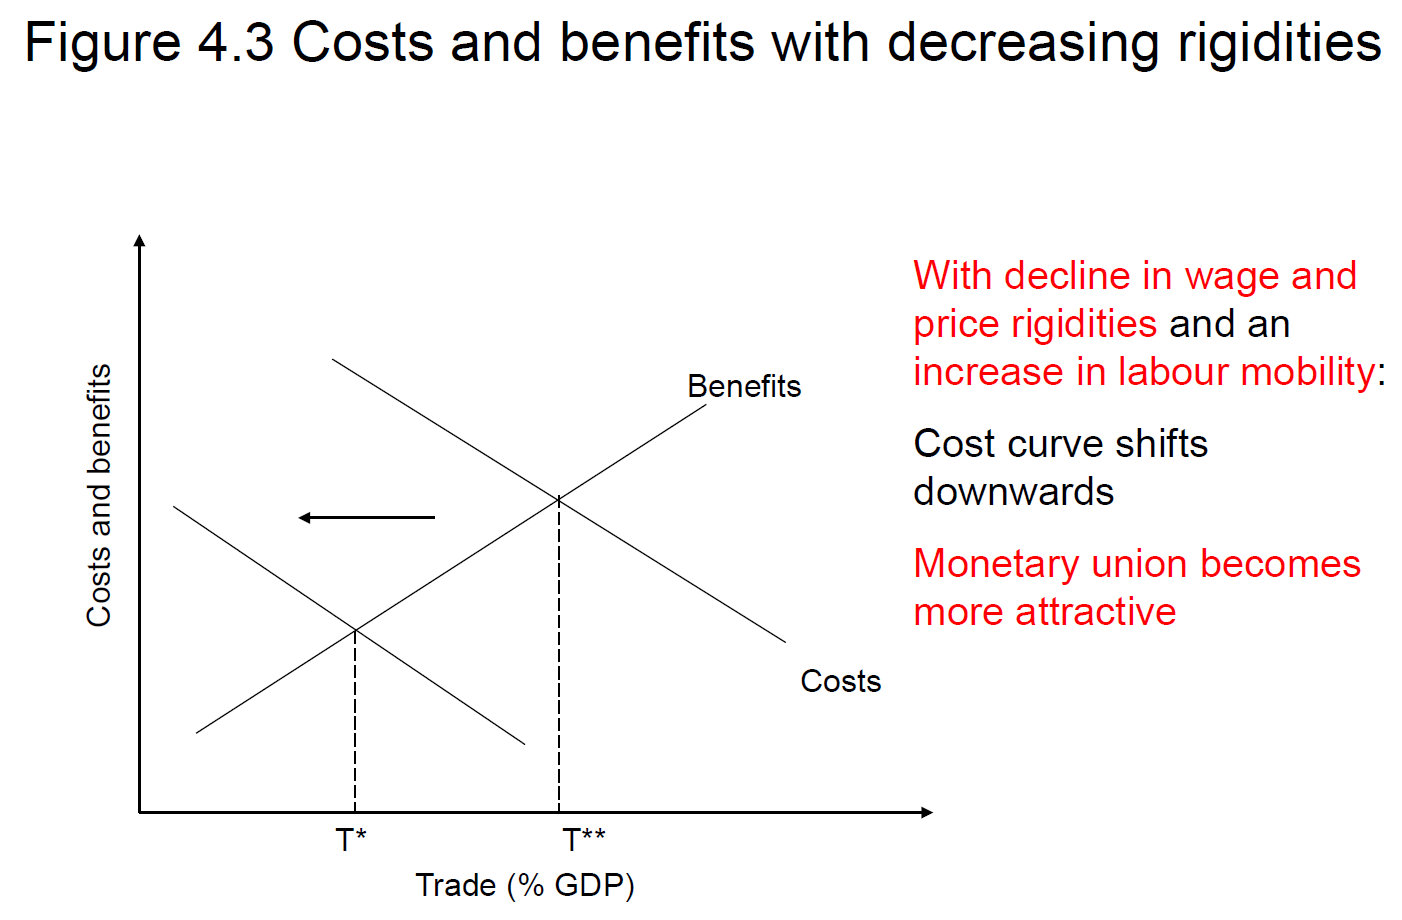 Figure 4.3 Costs and benefits with decreasing rigidities
With decline in wage and
price rigidities and an
increase in labour mobility:
Cost curve shifts
downwards
Monetary union becomes
more attractive
Costs and benefits
Benefits
Costs
T*
T**
Trade (% GDP)